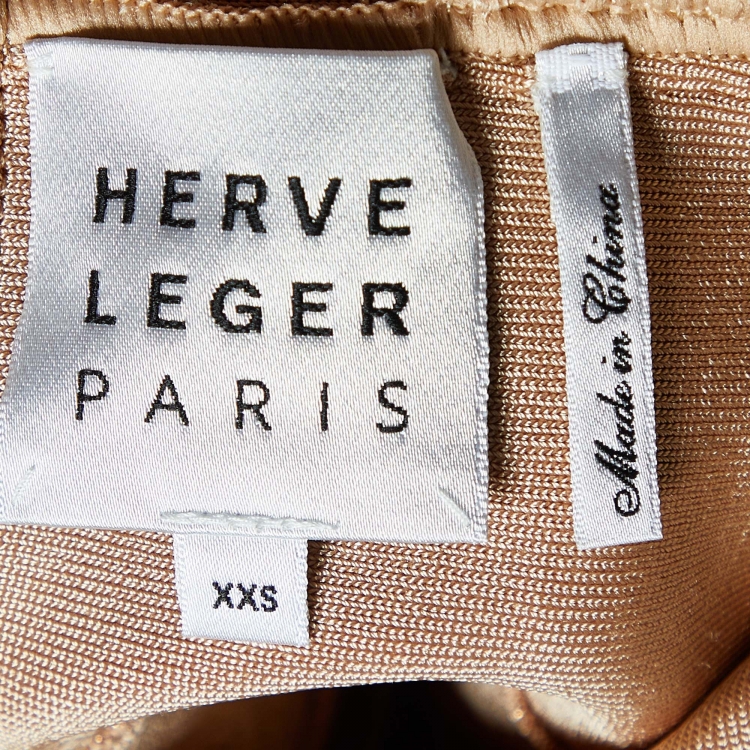 HERVE
LEGER
PARIS
XXS
Made in China